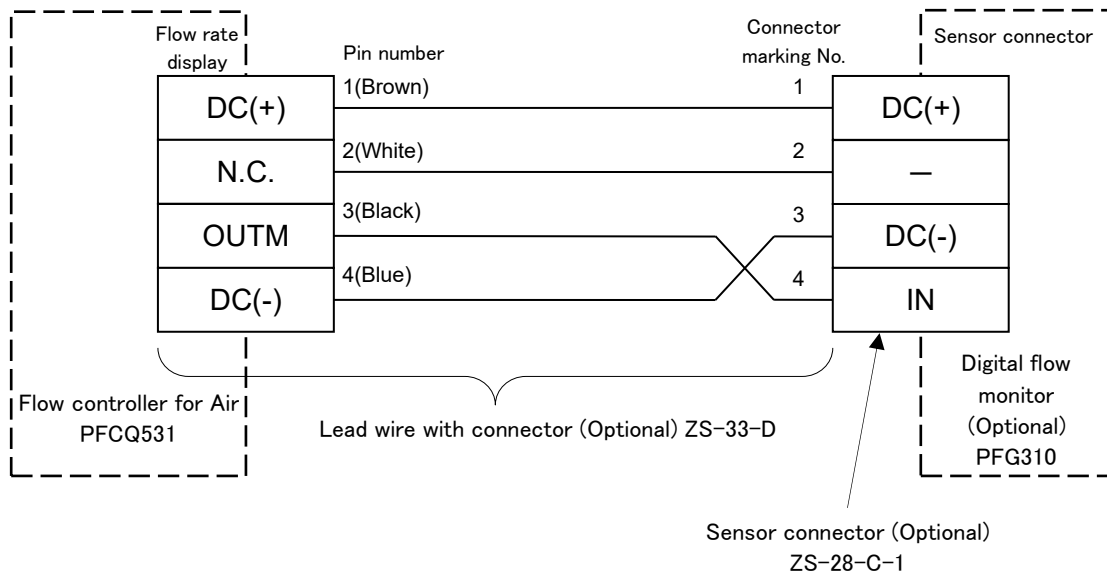 Flow rate
display
Pin number
Connector
marking No.
Sensor connector
DC(+)
1(Brown)
1
DC(+)
N.C.
2(White)
2
—
OUTM
3(Black)
3
DC(-)
DC(-)
4(Blue)
4
IN
Flow controller for Air
PFCQ531
Lead wire with connector (Optional) ZS-33-D
Digital flow
monitor
(Optional)
PFG310
Sensor connector (Optional)
ZS-28-C-1